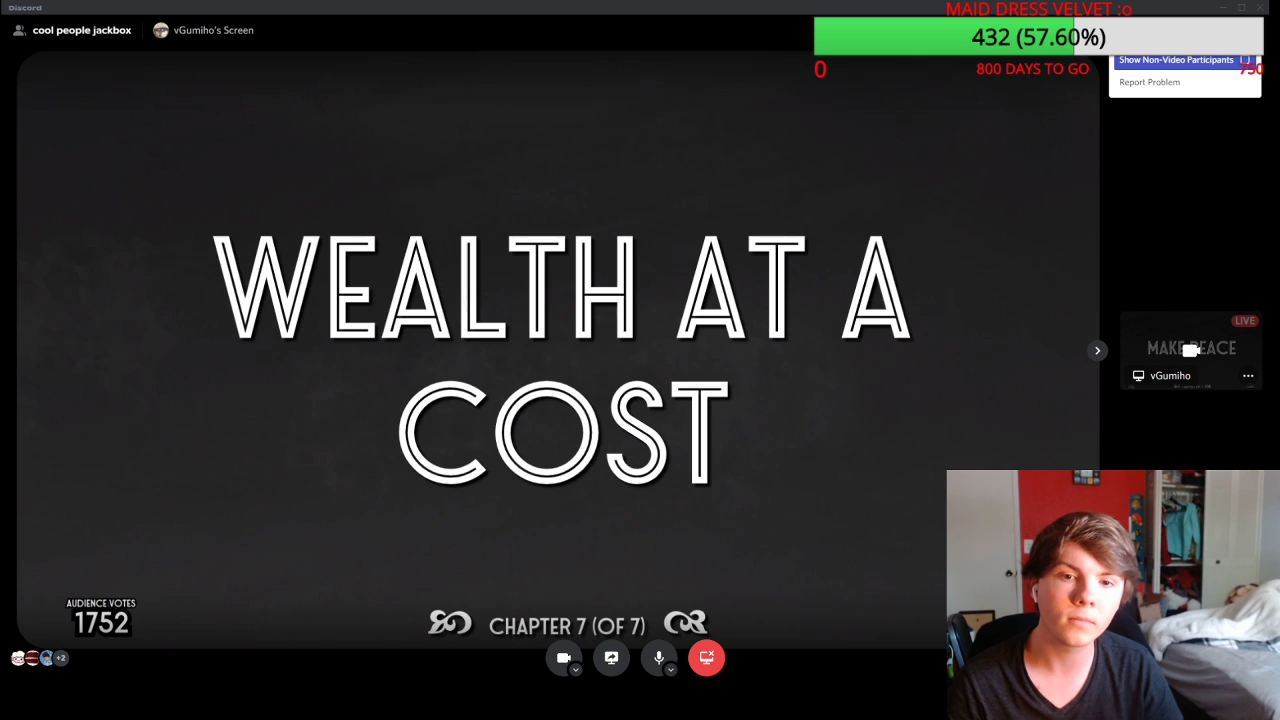 Discord
cool people jackbox
vGumiho's Screen
MAID DRESS VELVET :o
432 (57.60%)
0
800 DAYS TO GO
750
Show Non-Video Participants
Report Problem
WEALTH AT A
COST
LIVE
MAKE PEACE
vGumiho
AUDIENCE VOTES
1752
CHAPTER 7 (OF 7)
+2